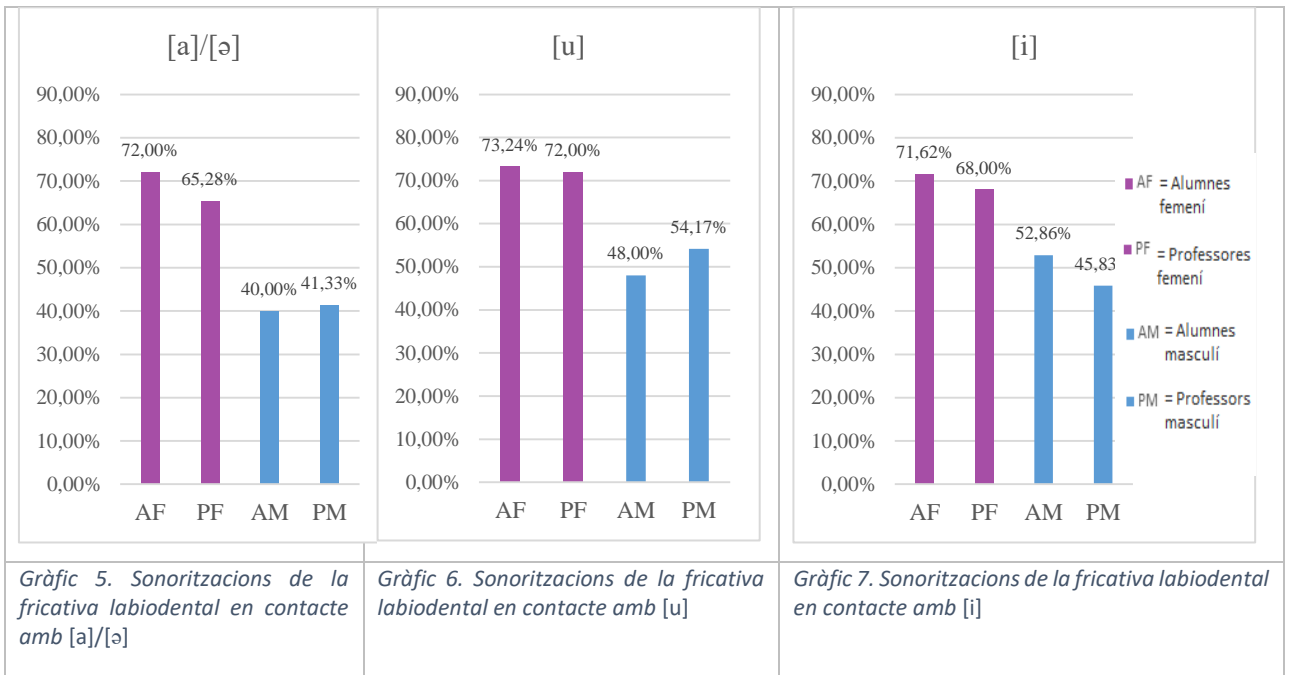 [a]/[ə]
90,00%
80,00%
70,00%
60,00%
50,00%
40,00%
30,00%
20,00%
10,00%
0,00%
72,00%
65,28%
40,00%
41,33%
AF PF AM PM
[u]
90,00%
80,00%
70,00%
60,00%
50,00%
40,00%
30,00%
20,00%
10,00%
0,00%
73,24%
72,00%
48,00%
54,17%
AF PF AM PM
[i]
90,00%
80,00%
70,00%
60,00%
50,00%
40,00%
30,00%
20,00%
10,00%
0,00%
71,62%
68,00%
52,86%
45,83
AF PF AM PM
AF = Alumnes
femení
PF = Professores
femení
AM = Alumnes
masculí
PM = Professors
masculí
Gràfic 5. Sonoritzacions de la
fricativa labiodental en contacte
amb [a]/[ə]
Gràfic 6. Sonoritzacions de la fricativa
labiodental en contacte amb [u]
Gràfic 7. Sonoritzacions de la fricativa labiodental
en contacte amb [i]